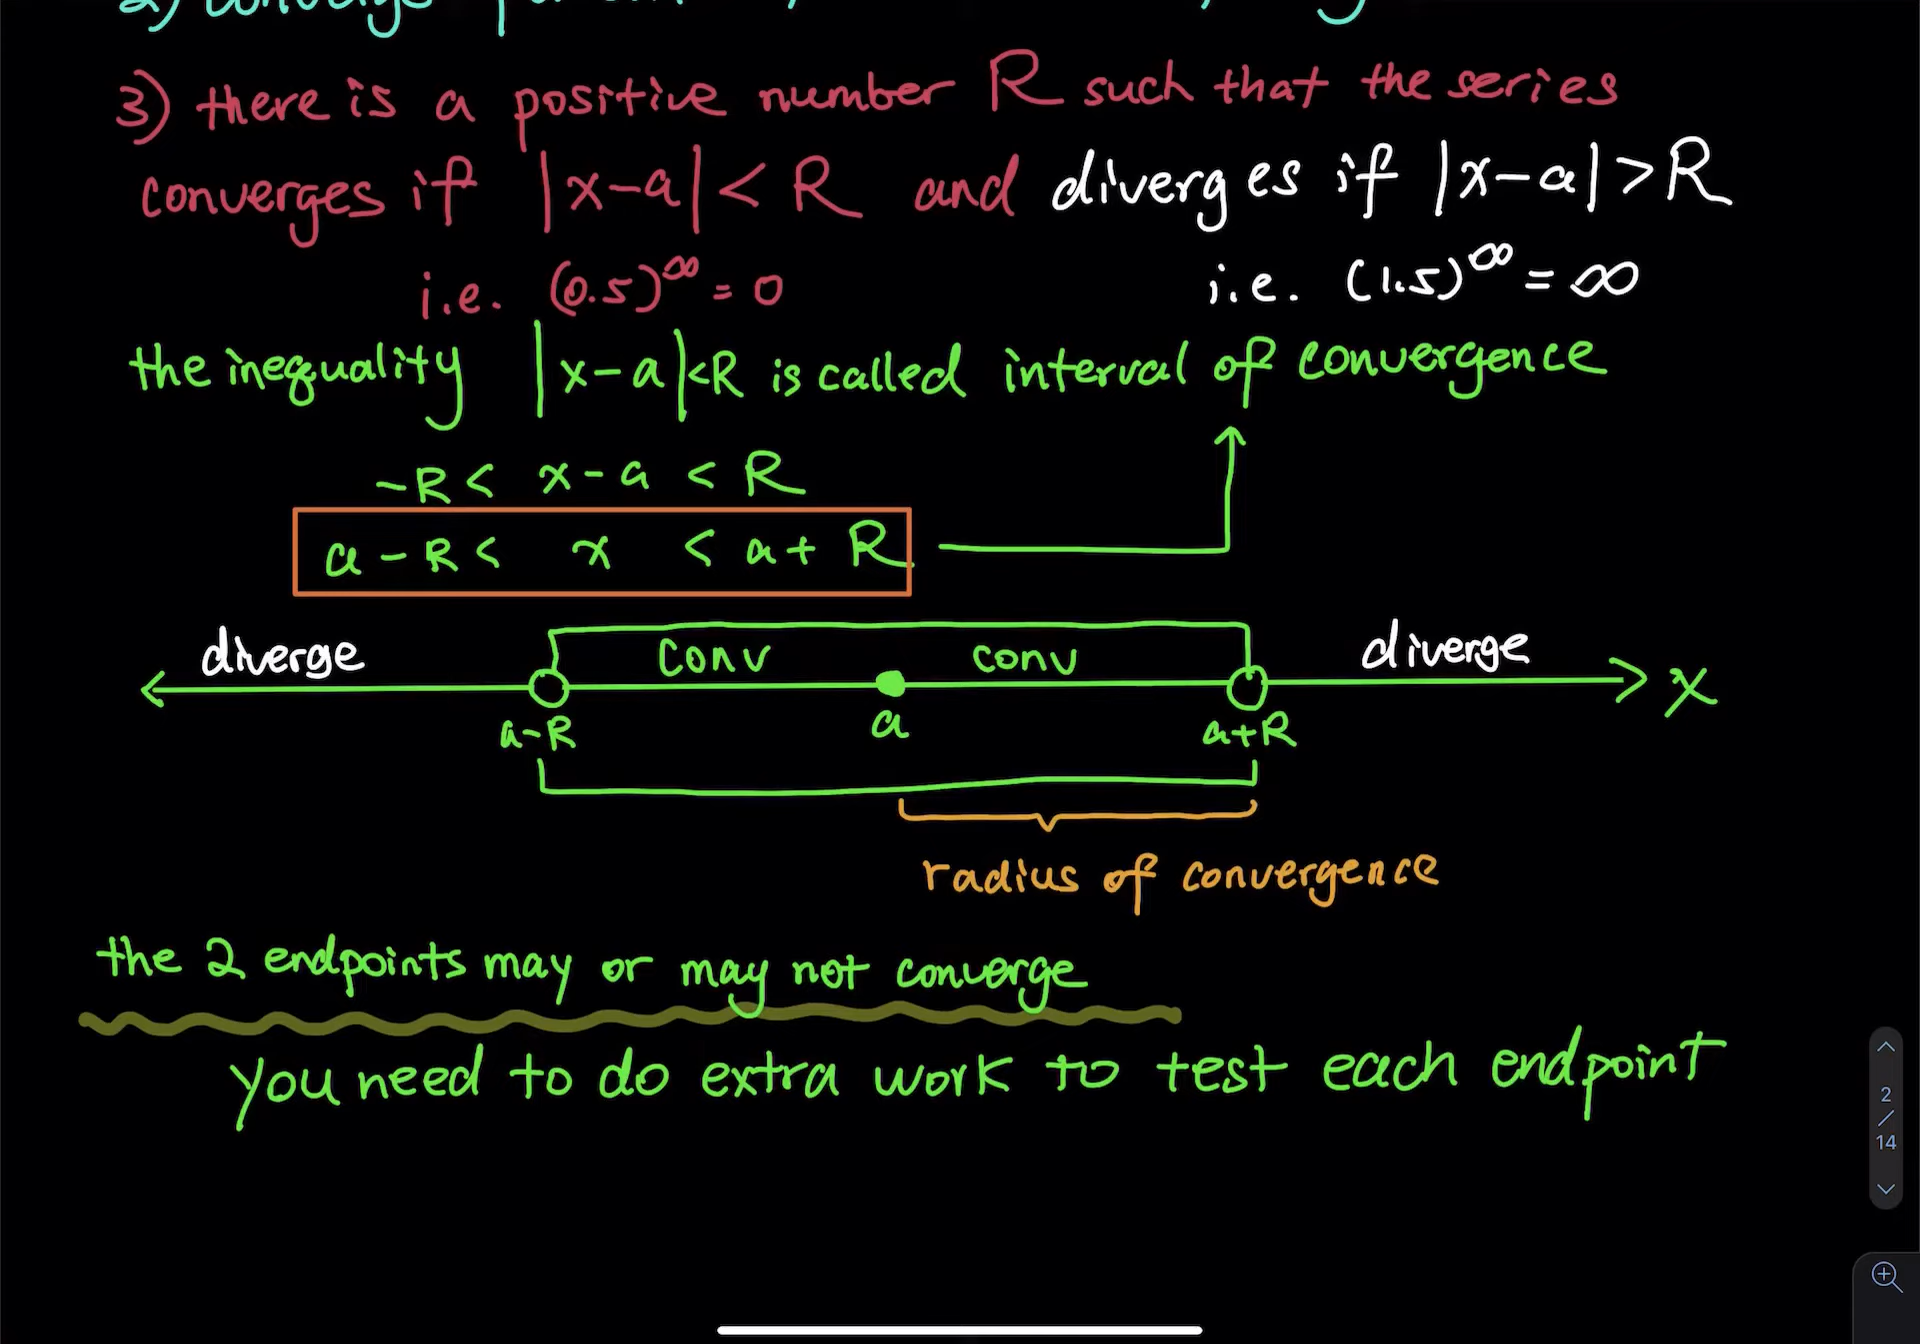 2) converge
3) there is a positive number R such that the series
converges if |x-a| < R and diverges if |x-a| > R
i.e. (0.5)^∞ = 0 i.e. (1.5)^∞ = ∞
the inequality |x-a|<R is called interval of convergence
-R < x-a < R
a-R < x < a+R
diverge conv conv diverge
x
a-R a a+R
radius of convergence
the 2 endpoints may or may not converge
you need to do extra work to test each endpoint
2
/
14